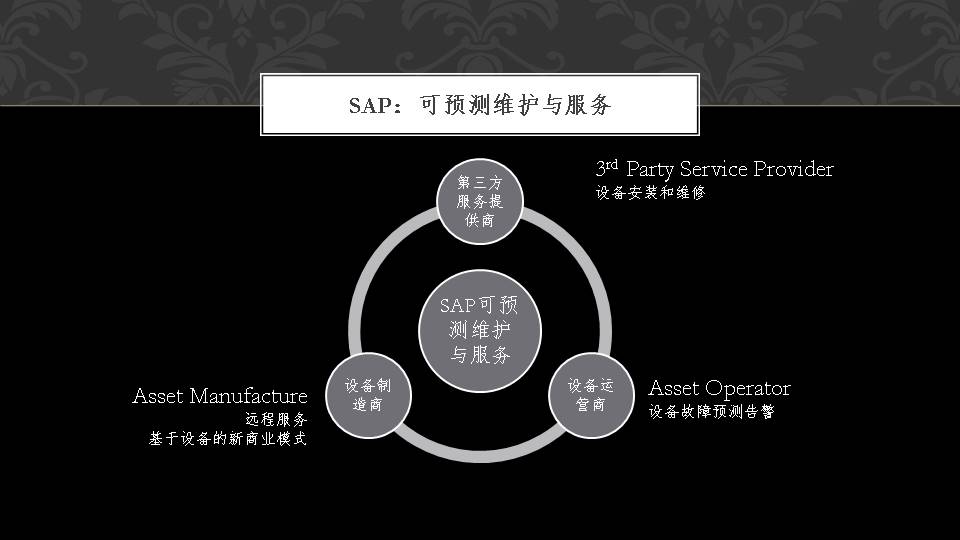 SAP：可预测维护与服务
第三方
服务提
供商
3rd Party Service Provider
设备安装和维修
SAP可预
测维护
与服务
Asset Manufacture
远程服务
基于设备的新商业模式
设备制
造商
设备运
营商
Asset Operator
设备故障预测告警